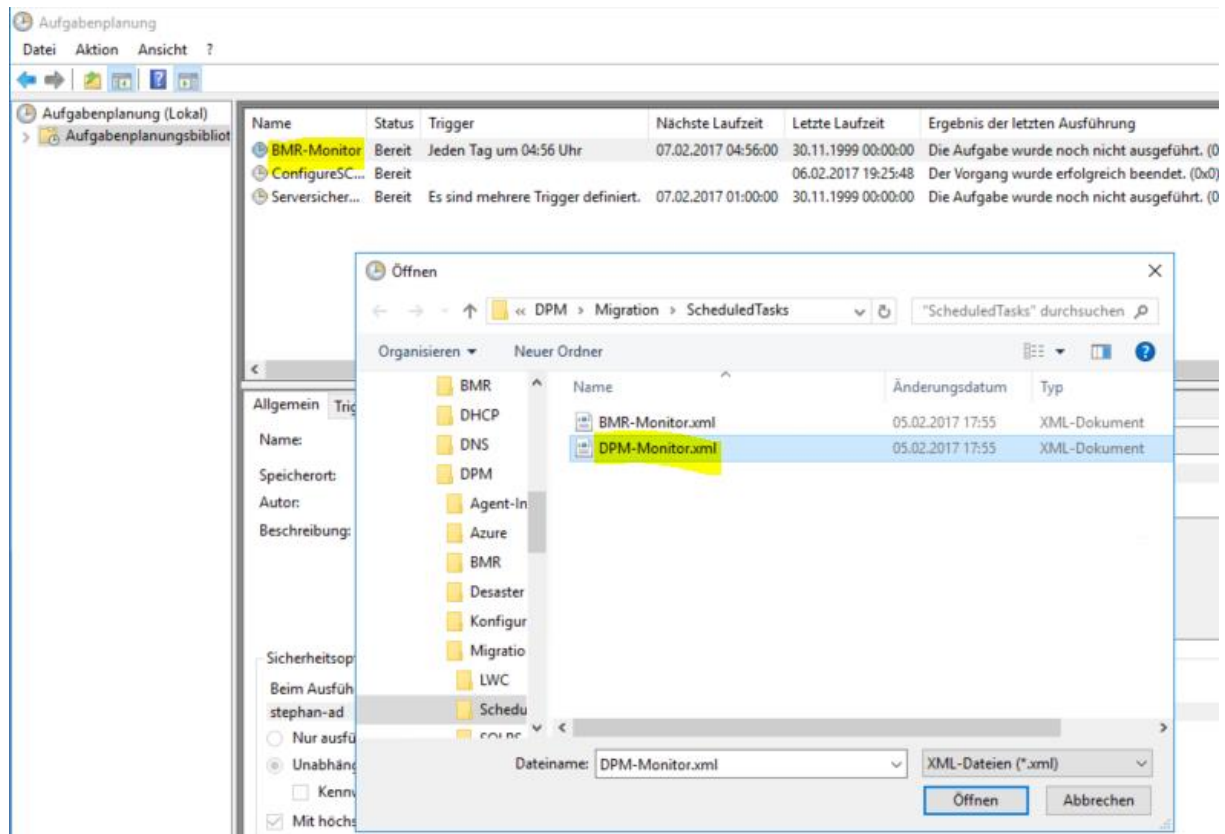 Aufgabenplanung
Datei Aktion Ansicht ?
Aufgabenplanung (Lokal)
Aufgabenplanungsbibliot
Name Status Trigger Nächste Laufzeit Letzte Laufzeit Ergebnis der letzten Ausführung
BMR-Monitor Bereit Jeden Tag um 04:56 Uhr 07.02.2017 04:56:00 30.11.1999 00:00:00 Die Aufgabe wurde noch nicht ausgeführt. (0
ConfigureSC... Bereit 06.02.2017 19:25:48 Der Vorgang wurde erfolgreich beendet. (0x0)
Serversicher... Bereit Es sind mehrere Trigger definiert. 07.02.2017 01:00:00 30.11.1999 00:00:00 Die Aufgabe wurde noch nicht ausgeführt. (0
Öffnen
« DPM > Migration > ScheduledTasks "ScheduledTasks" durchsuchen
Organisieren Neuer Ordner
BMR
DHCP
DNS
DPM
Agent-In
Azure
BMR
Desaster
Konfigur
Migratio
LWC
Schedu
Name Änderungsdatum Typ
BMR-Monitor.xml 05.02.2017 17:55 XML-Dokument
DPM-Monitor.xml 05.02.2017 17:55 XML-Dokument
Dateiname: DPM-Monitor.xml XML-Dateien (*.xml)
Öffnen Abbrechen
Allgemein Trig
Name:
Speicherort:
Autor:
Beschreibung:
Sicherheitsop
Beim Ausfüh
stephan-ad
Nur ausfü
Unabhäng
Kennw
Mit höchs